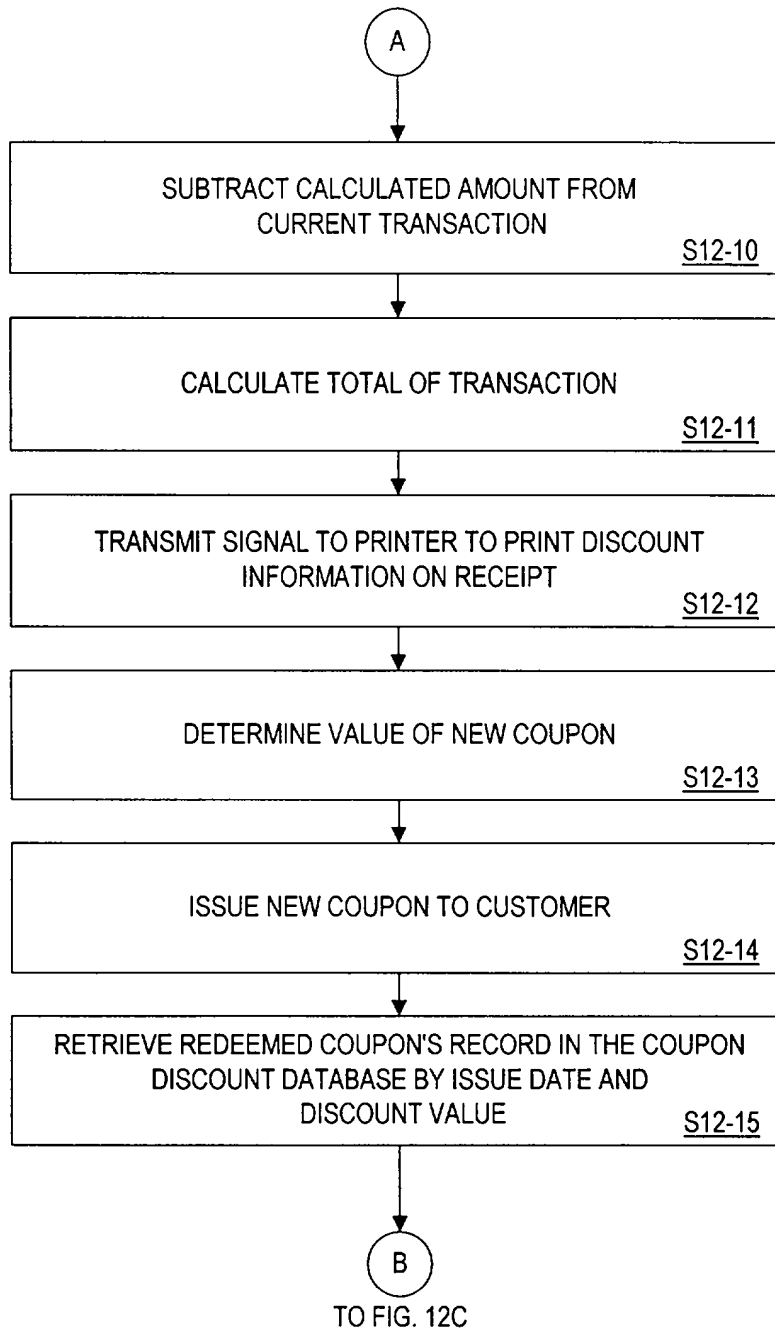 A
SUBTRACT CALCULATED AMOUNT FROM
CURRENT TRANSACTION
S12-10
CALCULATE TOTAL OF TRANSACTION
S12-11
TRANSMIT SIGNAL TO PRINTER TO PRINT DISCOUNT
INFORMATION ON RECEIPT
S12-12
DETERMINE VALUE OF NEW COUPON
S12-13
ISSUE NEW COUPON TO CUSTOMER
S12-14
RETRIEVE REDEEMED COUPON'S RECORD IN THE COUPON
DISCOUNT DATABASE BY ISSUE DATE AND
DISCOUNT VALUE
S12-15
B
TO FIG. 12C